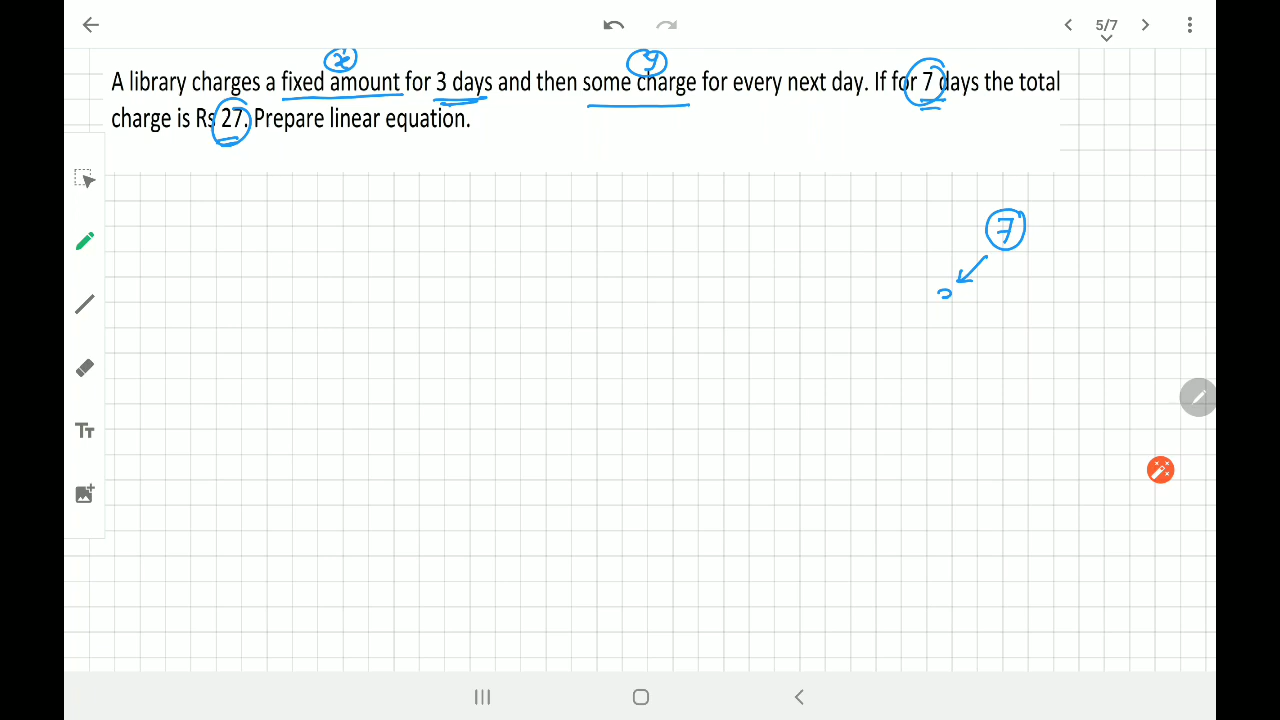 5/7
x y
A library charges a fixed amount for 3 days and then some charge for every next day. If for 7 days the total
charge is Rs 27. Prepare linear equation.
7
Tт